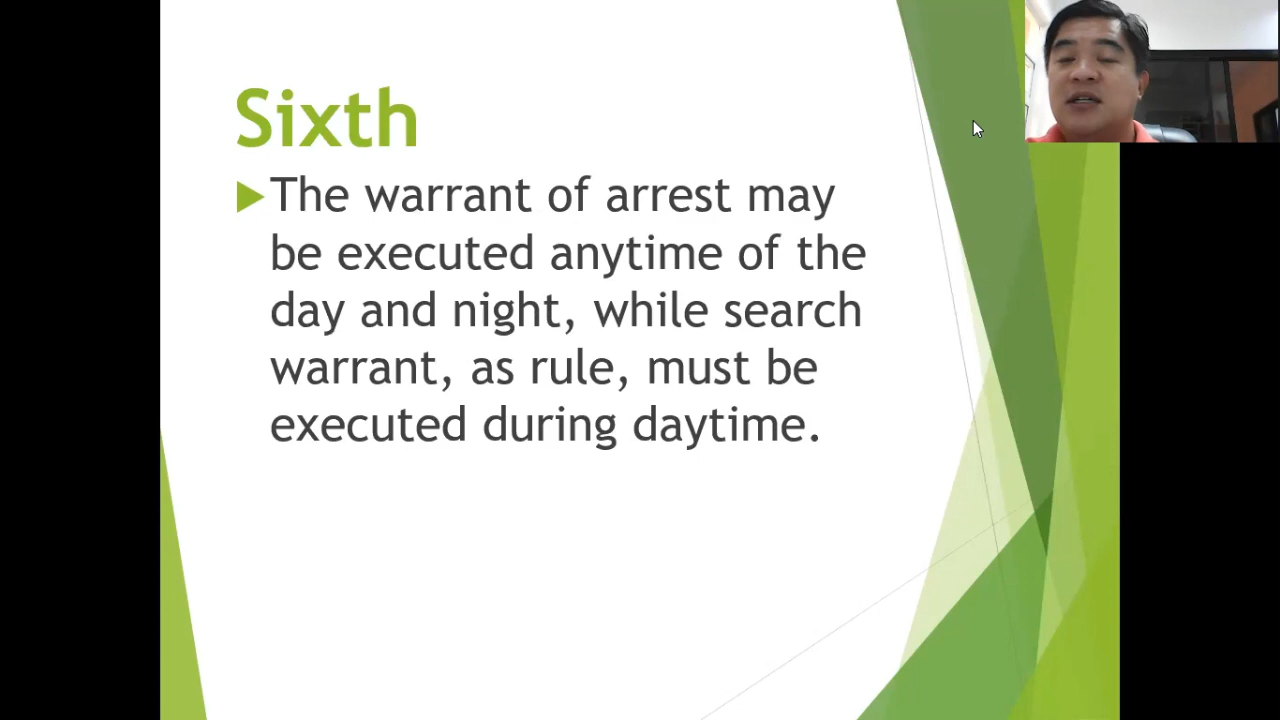 Sixth
The warrant of arrest may
be executed anytime of the
day and night, while search
warrant, as rule, must be
executed during daytime.